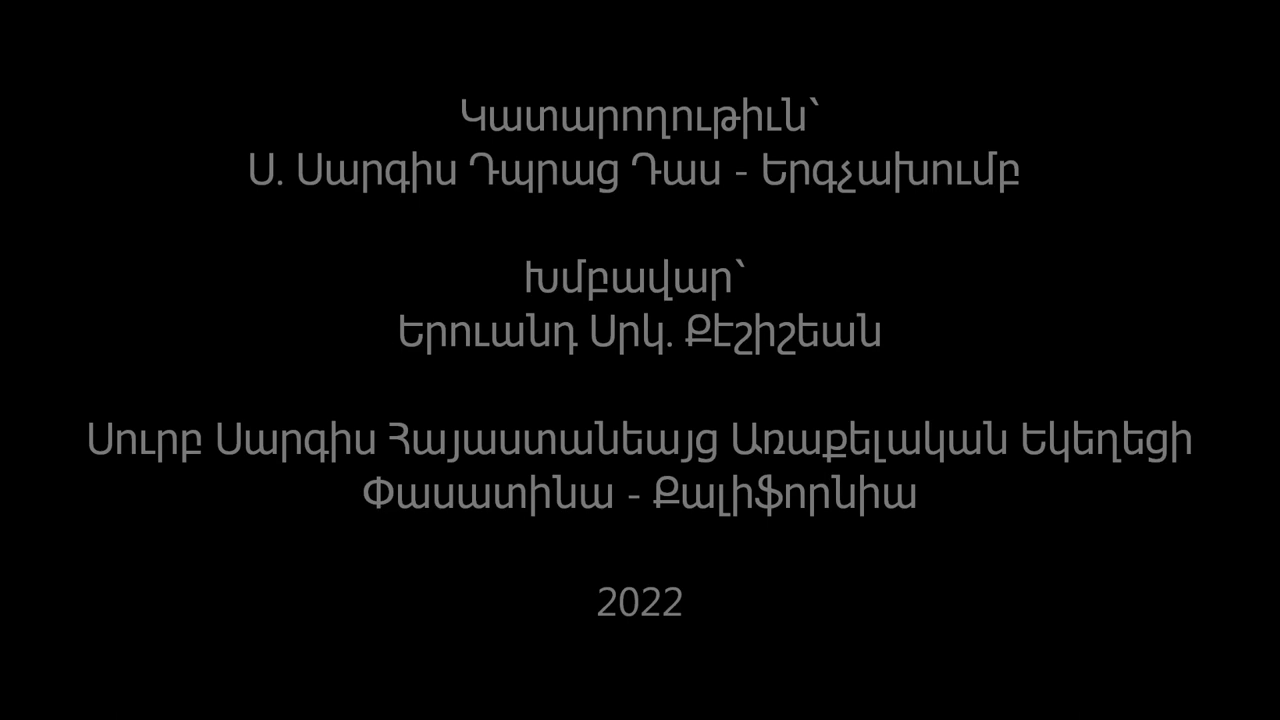 Կատարողութիւն՝
Ս. Սարգիս Դպրաց Դաս - Երգչախումբ
Խմբավար՝
Երուանդ Սրկ. Քէշիշեան
Սուրբ Սարգիս Հայաստանեայց Առաքելական Եկեղեցի
Փասատինա - Քալիֆորնիա
2022